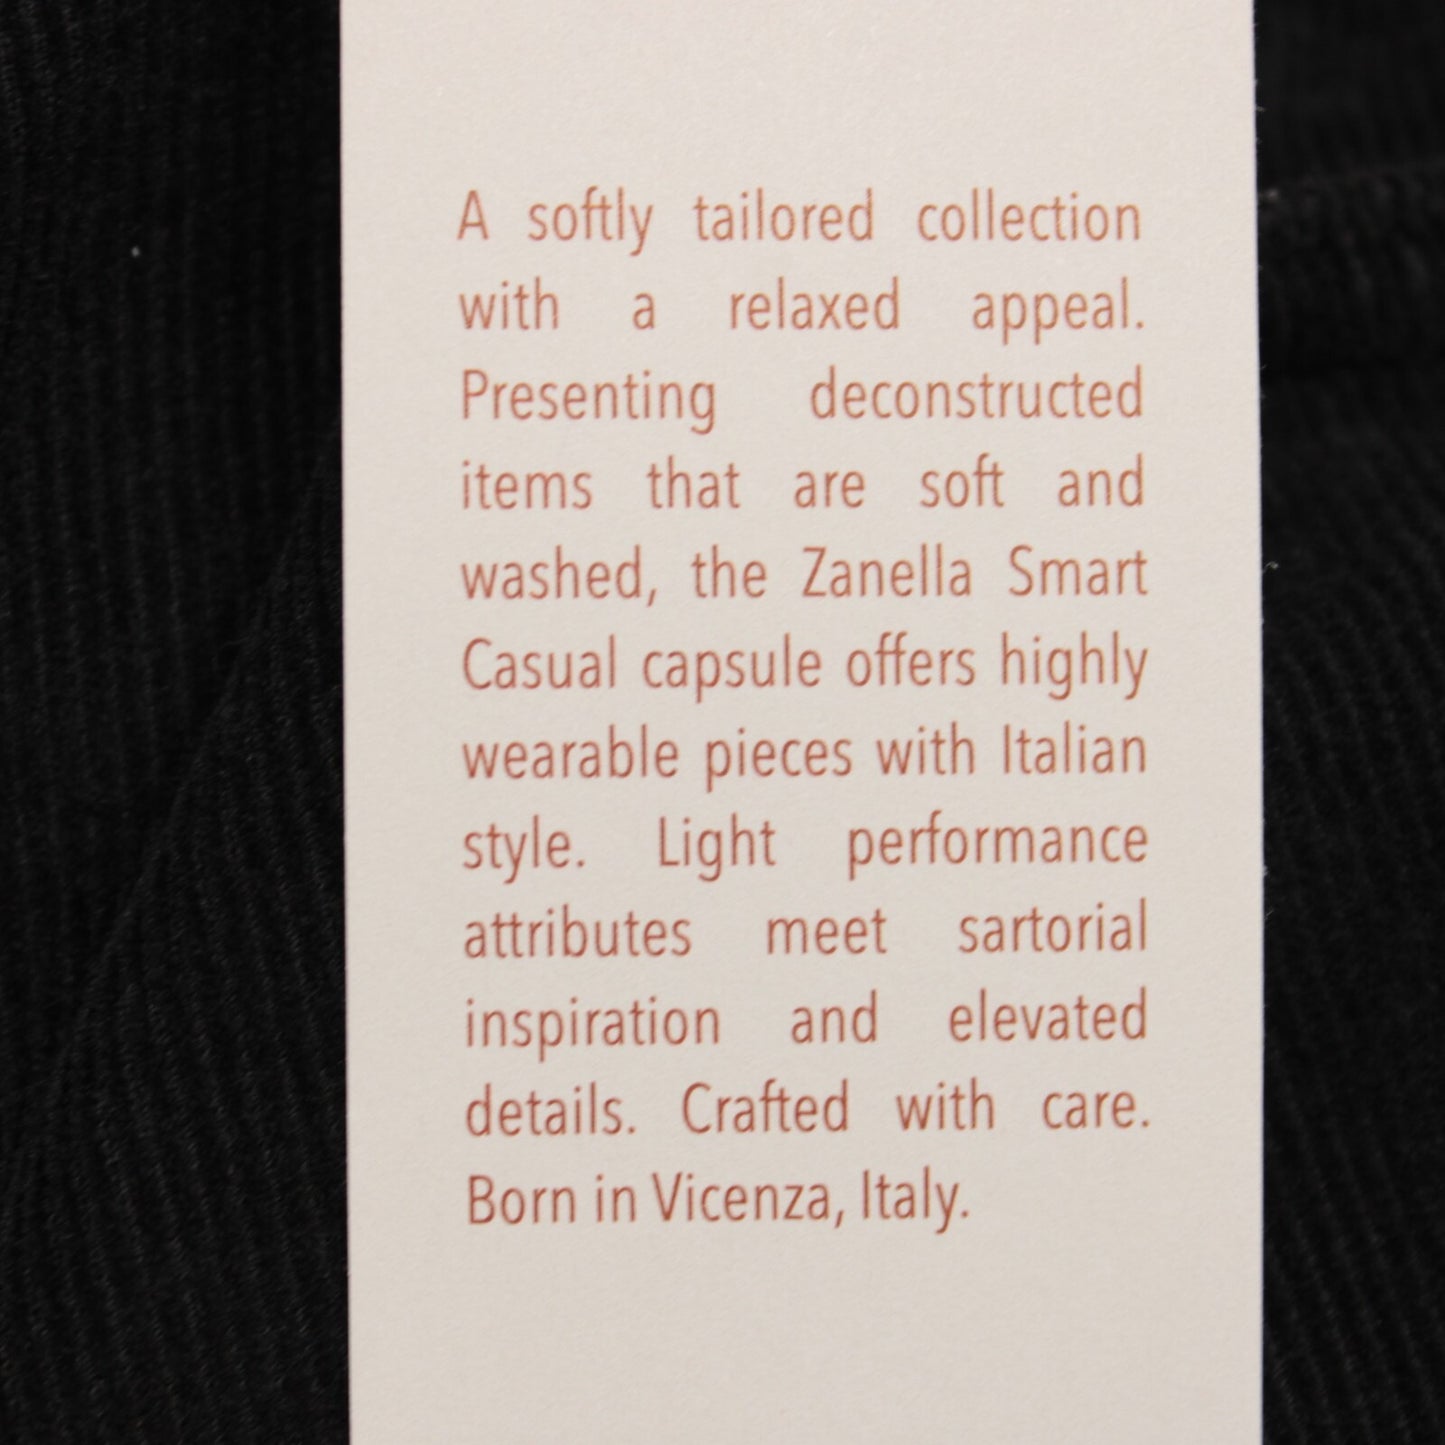 A softly tailored collection
with a relaxed appeal.
Presenting deconstructed
items that are soft and
washed, the Zanella Smart
Casual capsule offers highly
wearable pieces with Italian
style. Light performance
attributes meet sartorial
inspiration and elevated
details. Crafted with care.
Born in Vicenza, Italy.